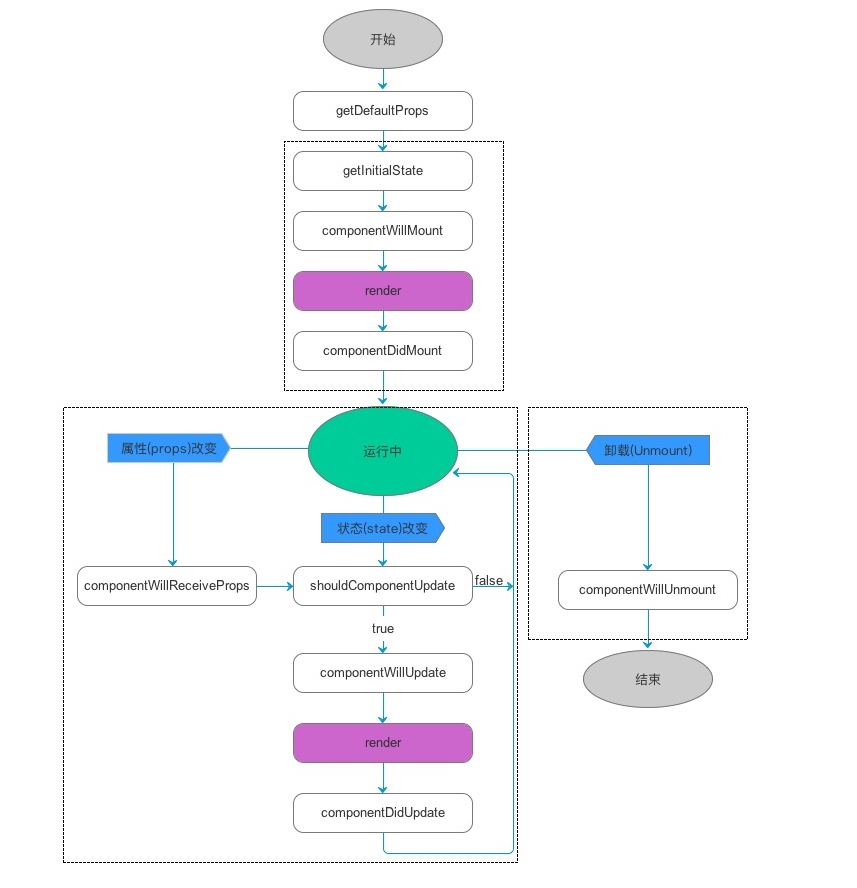 开始
getDefaultProps
getInitialState
componentWillMount
render
componentDidMount
属性(props)改变
运行中
卸载(Unmount)
状态(state)改变
componentWillReceiveProps
shouldComponentUpdate
false
componentWillUnmount
true
componentWillUpdate
结束
render
componentDidUpdate